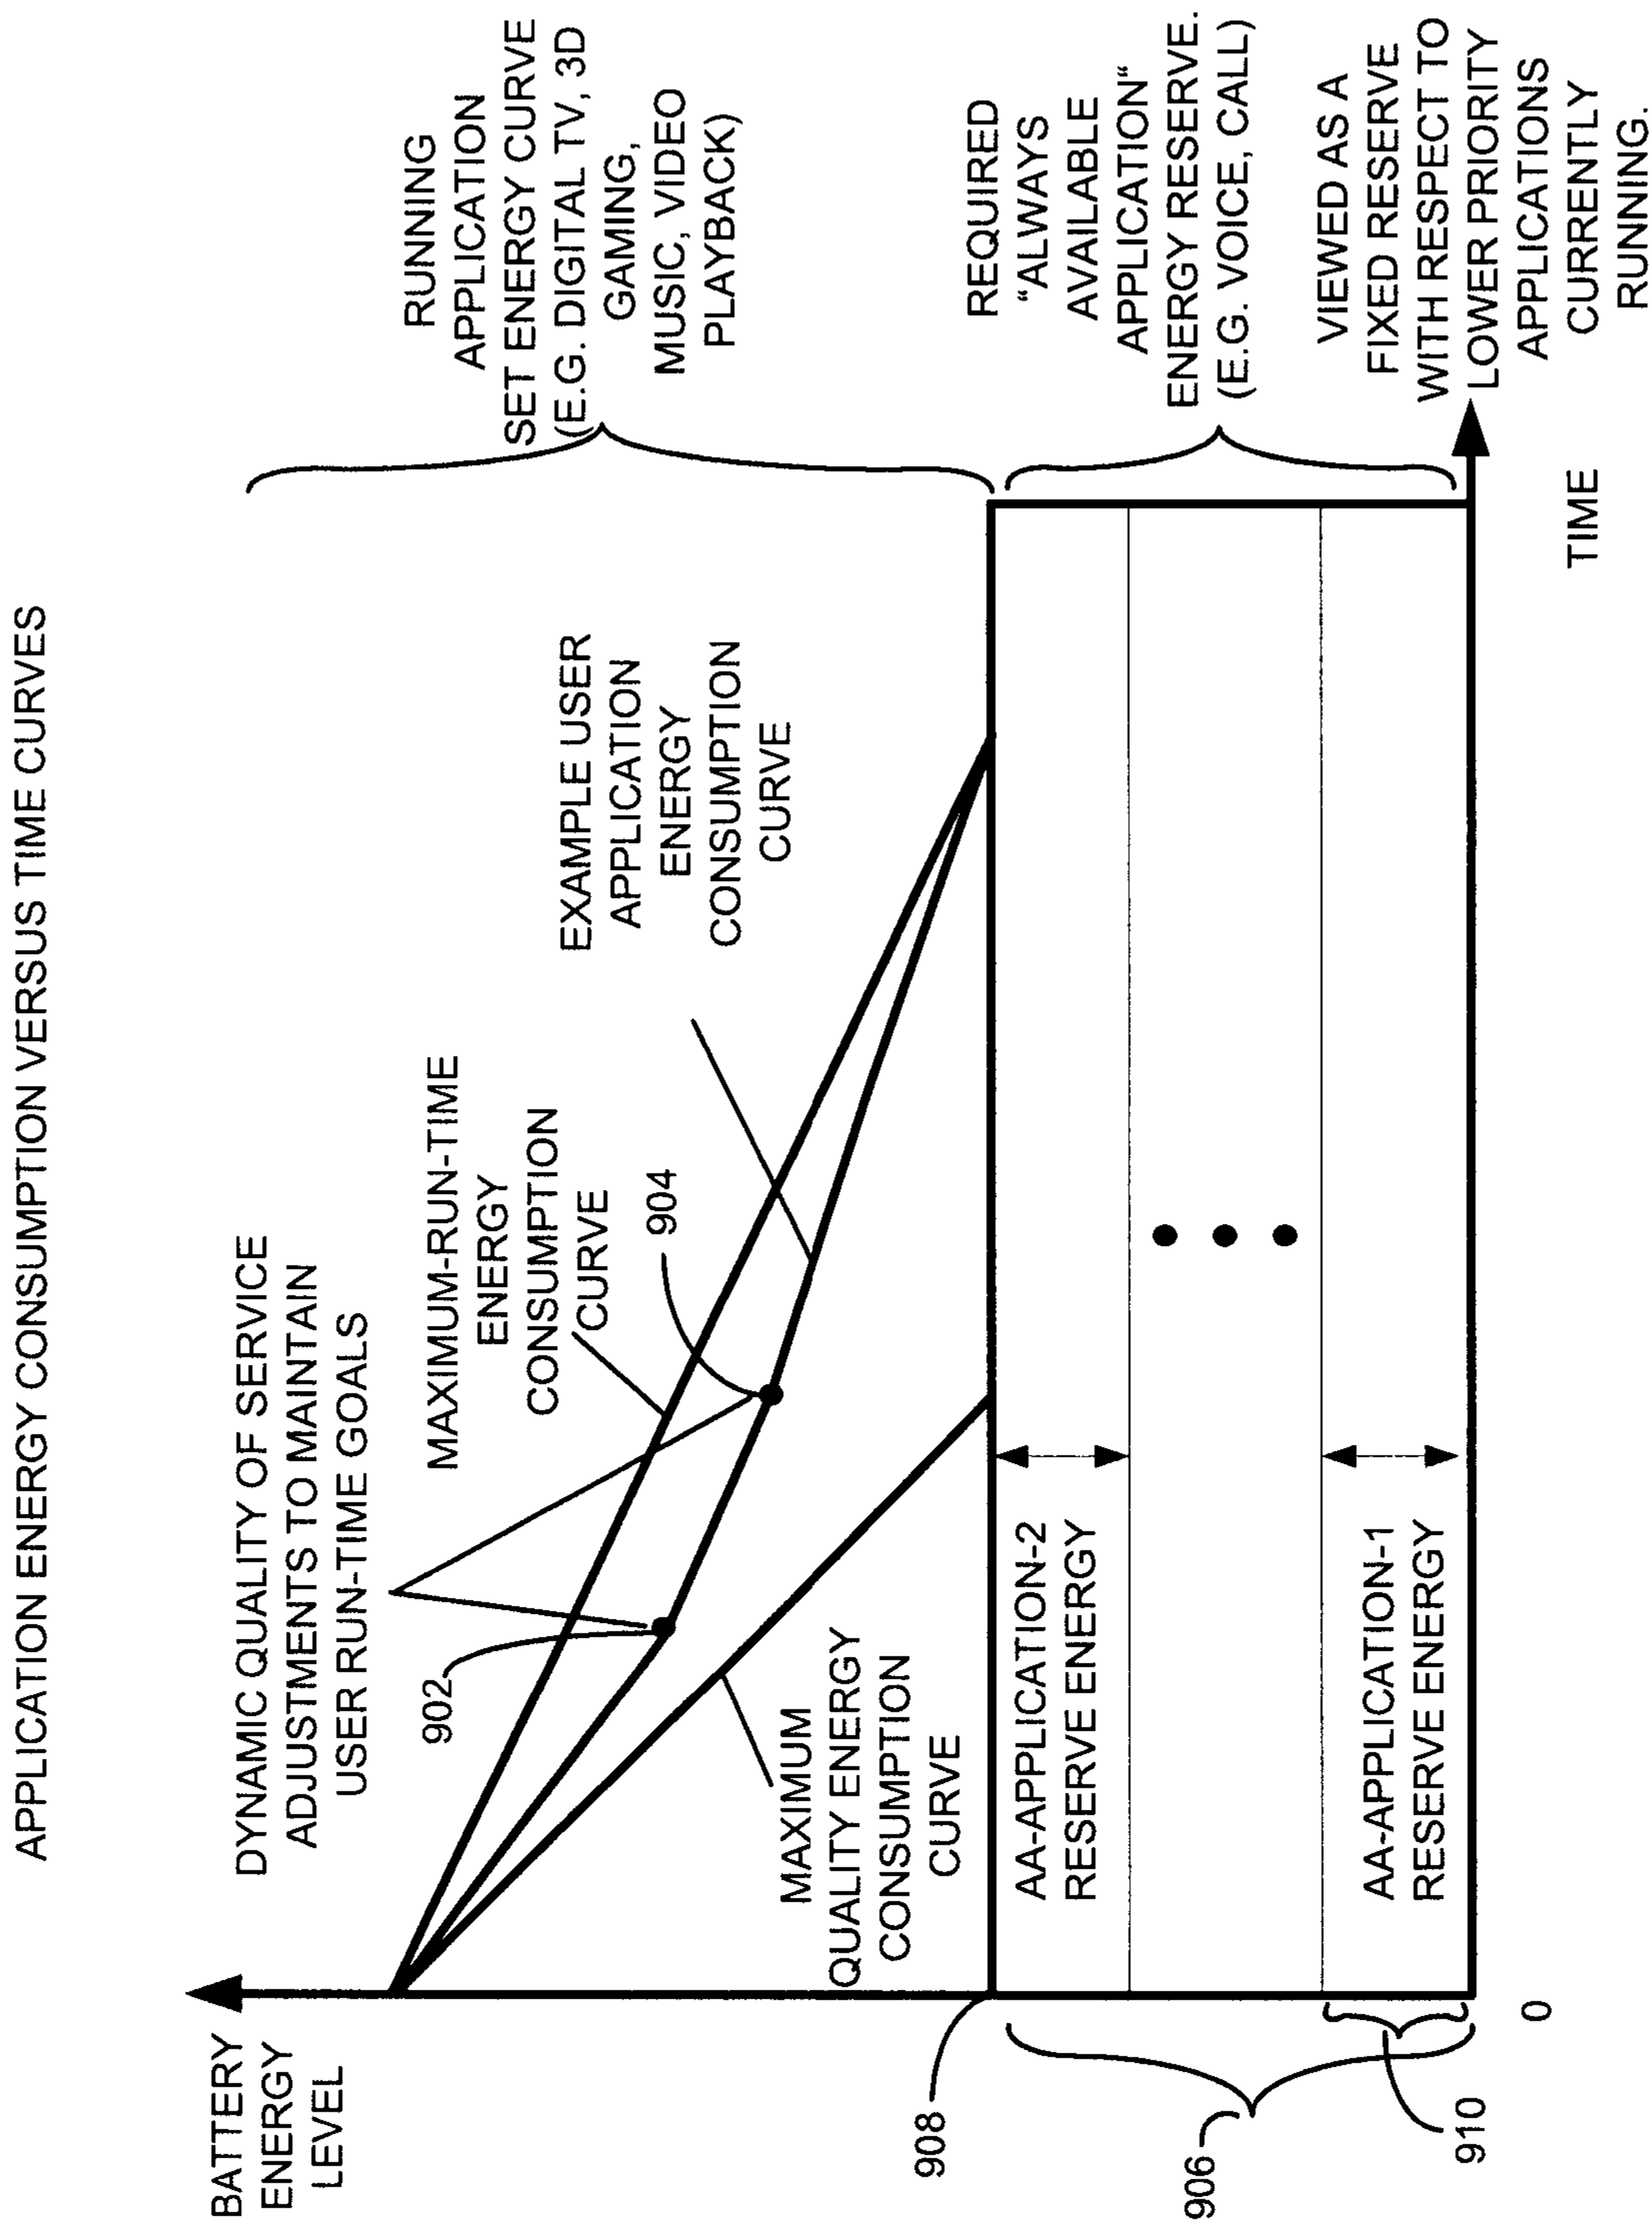 APPLICATION ENERGY CONSUMPTION VERSUS TIME CURVES
BATTERY
ENERGY
LEVEL
DYNAMIC QUALITY OF SERVICE
ADJUSTMENTS TO MAINTAIN
USER RUN-TIME GOALS
902
MAXIMUM-RUN-TIME
ENERGY
CONSUMPTION
CURVE
904
EXAMPLE USER
APPLICATION
ENERGY
CONSUMPTION
CURVE
RUNNING
APPLICATION
SET ENERGY CURVE
(E.G. DIGITAL TV, 3D
GAMING,
MUSIC, VIDEO
PLAYBACK)
MAXIMUM
QUALITY ENERGY
CONSUMPTION
CURVE
908
906
910
AA-APPLICATION-2
RESERVE ENERGY
AA-APPLICATION-1
RESERVE ENERGY
REQUIRED
“ALWAYS
AVAILABLE
APPLICATION“
ENERGY RESERVE.
(E.G. VOICE, CALL)
VIEWED AS A
FIXED RESERVE
WITH RESPECT TO
LOWER PRIORITY
APPLICATIONS
CURRENTLY
RUNNING.
0
TIME